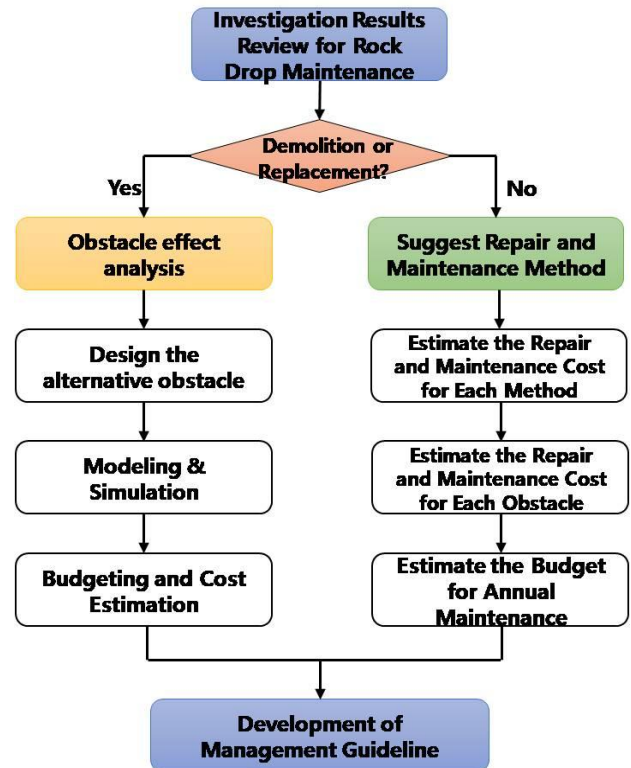 Investigation Results
Review for Rock
Drop Maintenance
Demolition or
Replacement?
Yes
No
Obstacle effect
analysis
Suggest Repair and
Maintenance Method
Design the
alternative obstacle
Estimate the Repair
and Maintenance Cost
for Each Method
Modeling &
Simulation
Estimate the Repair
and Maintenance Cost
for Each Obstacle
Budgeting and Cost
Estimation
Estimate the Budget
for Annual
Maintenance
Development of
Management Guideline